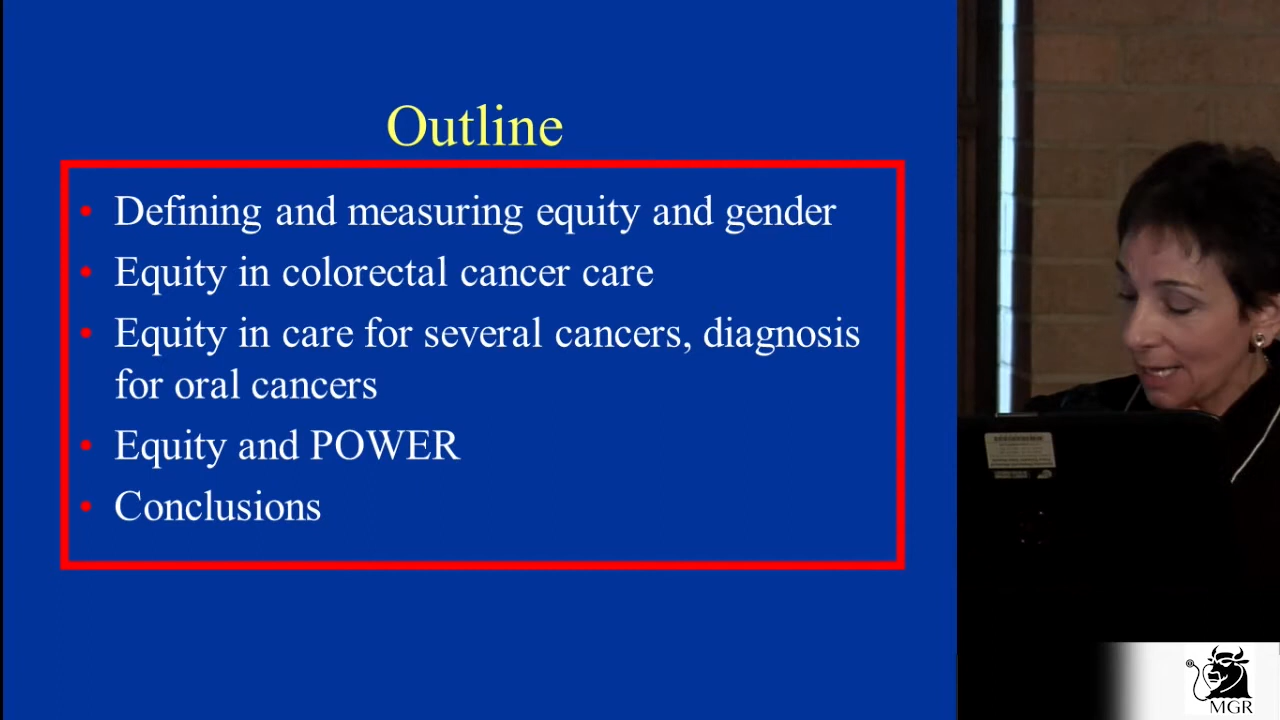 Outline
• Defining and measuring equity and gender
• Equity in colorectal cancer care
• Equity in care for several cancers, diagnosis
for oral cancers
• Equity and POWER
• Conclusions
MGR